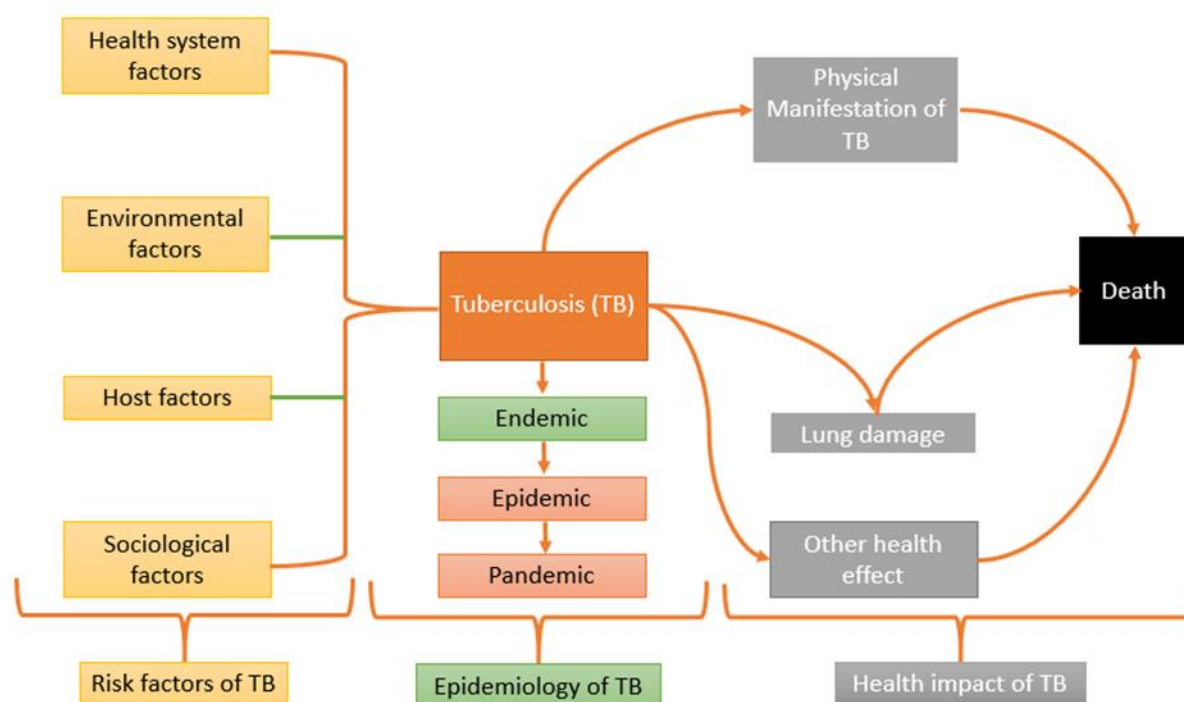 Health system
factors
Environmental
factors
Host factors
Sociological
factors
Risk factors of TB
Tuberculosis (TB)
Endemic
Epidemic
Pandemic
Epidemiology of TB
Physical
Manifestation of
TB
Lung damage
Other health
effect
Death
Health impact of TB